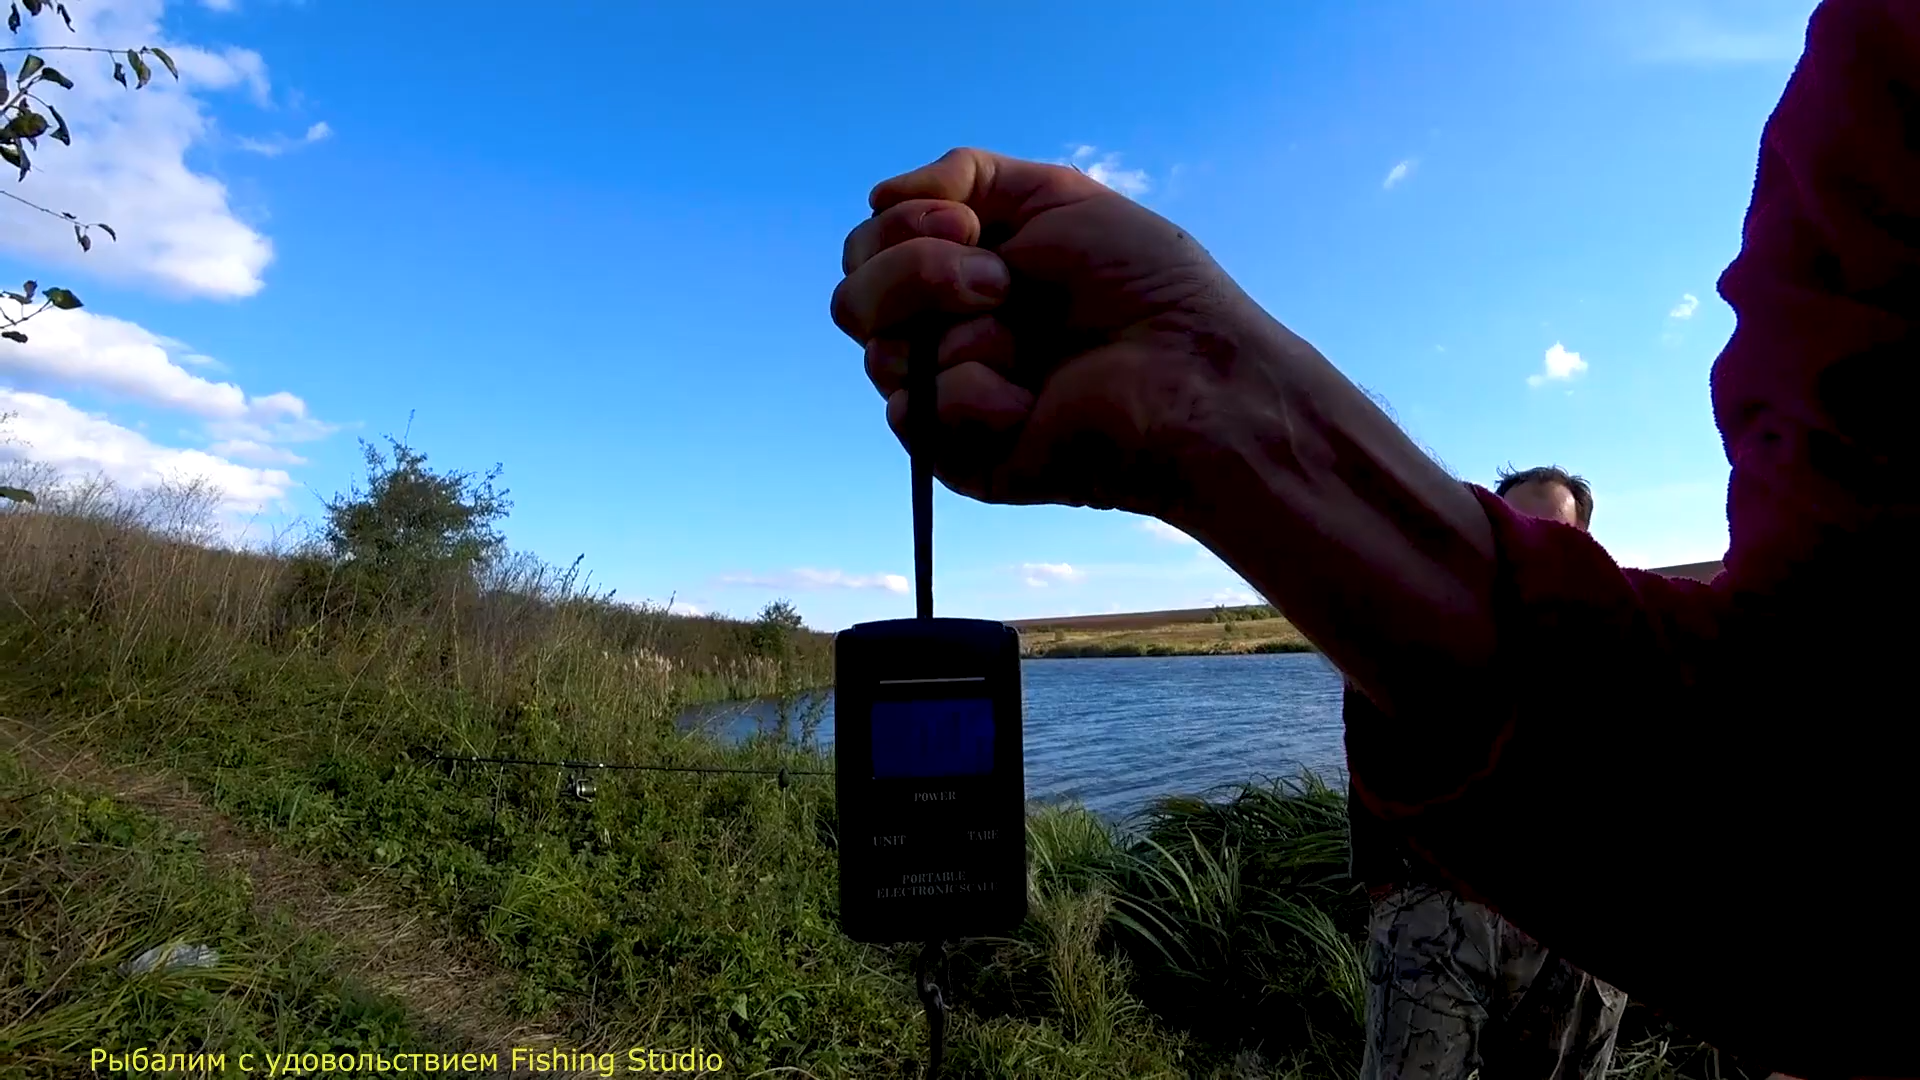 POWER
UNIT TARE
PORTABLE
ELECTRONIC SCALE
Рыбалим с удовольствием Fishing Studio